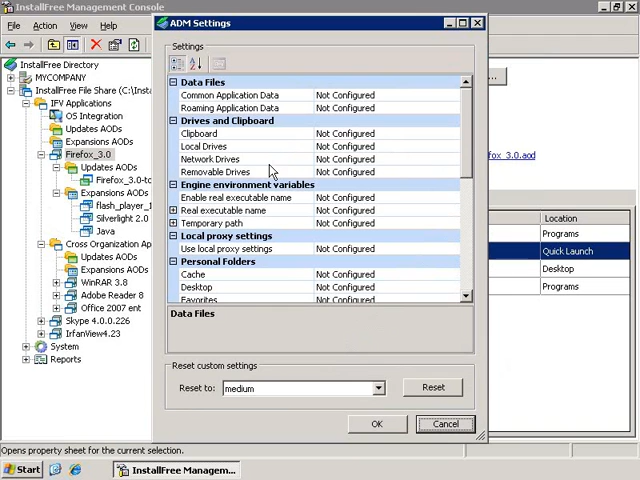 InstallFree Management Console
File Action View Help
ADM Settings
Settings
Data Files
Common Application Data Not Configured
Roaming Application Data Not Configured
Drives and Clipboard
Clipboard Not Configured
Local Drives Not Configured
Network Drives Not Configured
Removable Drives Not Configured
Engine environment variables
Enable real executable name Not Configured
Real executable name Not Configured
Temporary path Not Configured
Local proxy settings
Use local proxy settings Not Configured
Personal Folders
Cache Not Configured
Desktop Not Configured
Favorites Not Configured
Data Files
Reset custom settings
Reset to: medium Reset
OK Cancel
InstallFree Directory
MYCOMPANY
InstallFree File Share (C:\Insta
IFV Applications
OS Integration
Updates AODs
Expansions AODs
Firefox_3.0
Updates AODs
Firefox_3.0-to
Expansions AODs
flash_player_1
Silverlight 2.0
Java
Cross Organization Ap
Updates AODs
Expansions AODs
WinRAR 3.8
Adobe Reader 8
Office 2007 ent
Skype 4.0.0.226
IrfanView4.23
System
Reports
...
efox_3.0.aod
Location
Programs
Quick Launch
Desktop
Programs
Opens property sheet for the current selection.
Start InstallFree Managem...